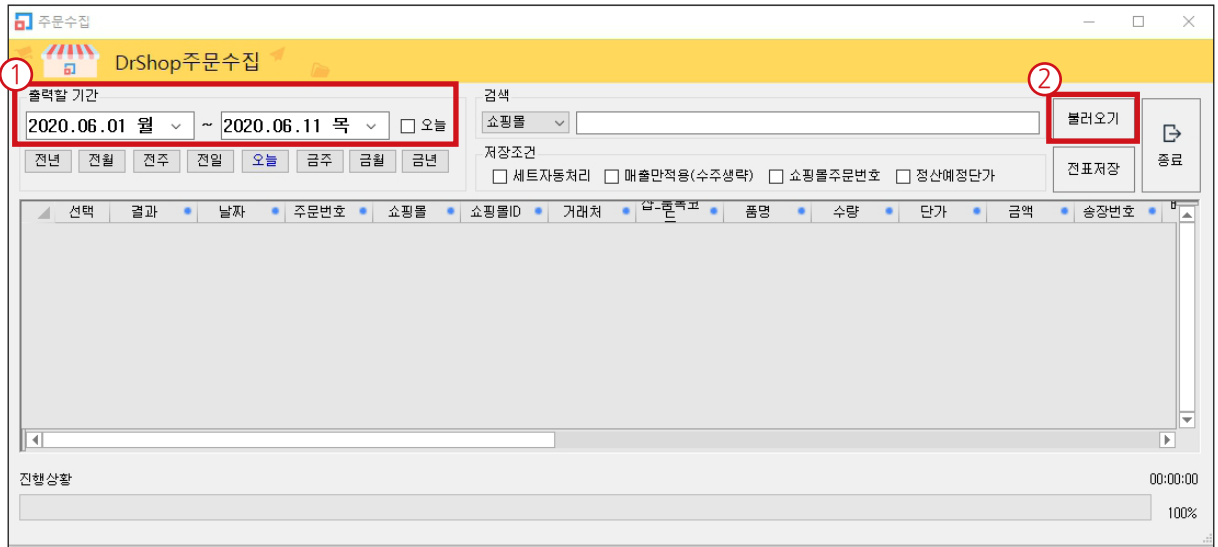 주문수집
DrShop주문수집
1
2
출력할 기간
2020.06.01 월 ~ 2020.06.11 목 오늘
전년 전월 전주 전일 오늘 금주 금월 금년
검색
쇼핑몰
저장조건
세트자동처리 매출만적용(수주생략) 쇼핑몰주문번호 정산예정단가
불러오기
전표저장
종료
선택 결과 날짜 주문번호 쇼핑몰 쇼핑몰ID 거래처 품명 수량 단가 금액 송장번호
진행상황 00:00:00
100%